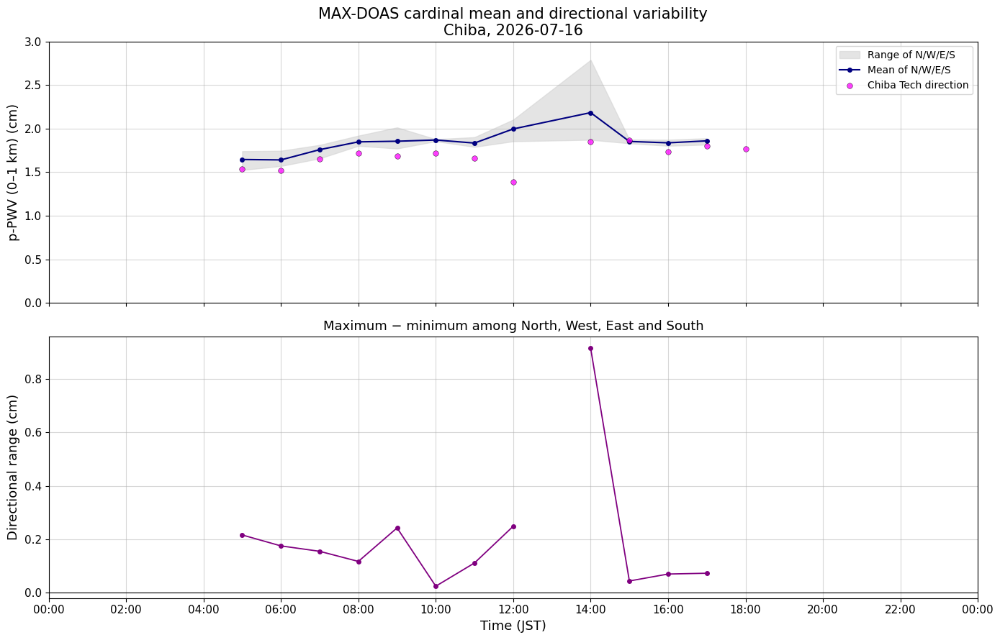 MAX-DOAS cardinal mean and directional variability
Chiba, 2026-07-16
p-PWV (0–1 km) (cm)
3.0
2.5
2.0
1.5
1.0
0.5
0.0
Range of N/W/E/S
Mean of N/W/E/S
Chiba Tech direction
Maximum − minimum among North, West, East and South
Directional range (cm)
0.8
0.6
0.4
0.2
0.0
00:00 02:00 04:00 06:00 08:00 10:00 12:00 14:00 16:00 18:00 20:00 22:00 00:00
Time (JST)